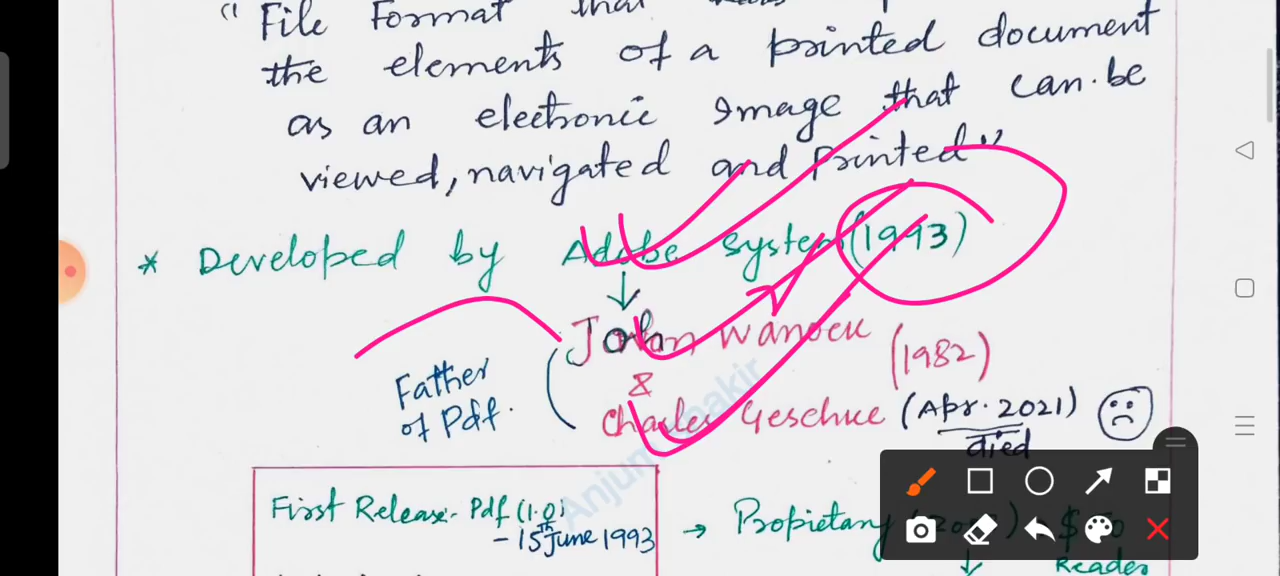 “File Format that
the elements of a printed document
as an electronic Image that can be
viewed, navigated and Printed”
* Developed by Adobe System (1993)
↓
John Warnock (1982)
&
Father of Pdf.
Charles Geschke (Apr. 2021)
died
First Release - Pdf (1.0)
- 15th June 1993
→ Propietary
Reader
Anjum